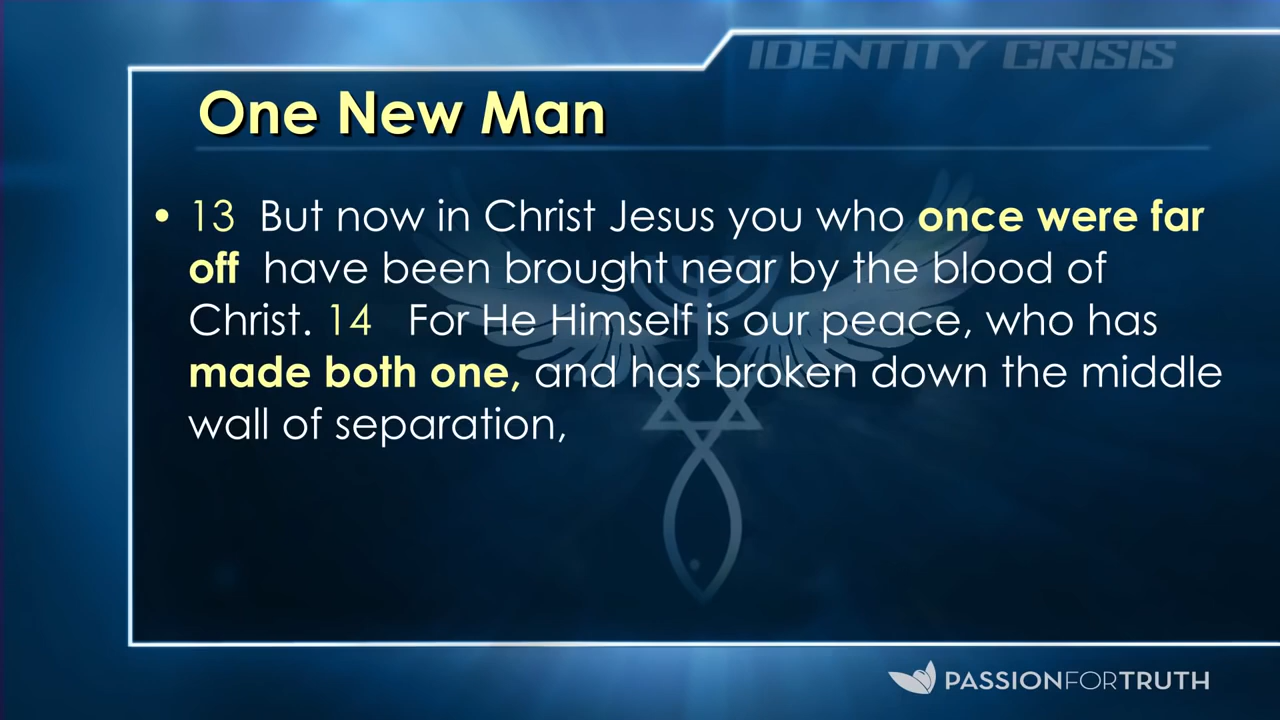 IDENTITY CRISIS
One New Man
• 13 But now in Christ Jesus you who once were far
off have been brought near by the blood of
Christ. 14 For He Himself is our peace, who has
made both one, and has broken down the middle
wall of separation,
PASSIONFORTRUTH